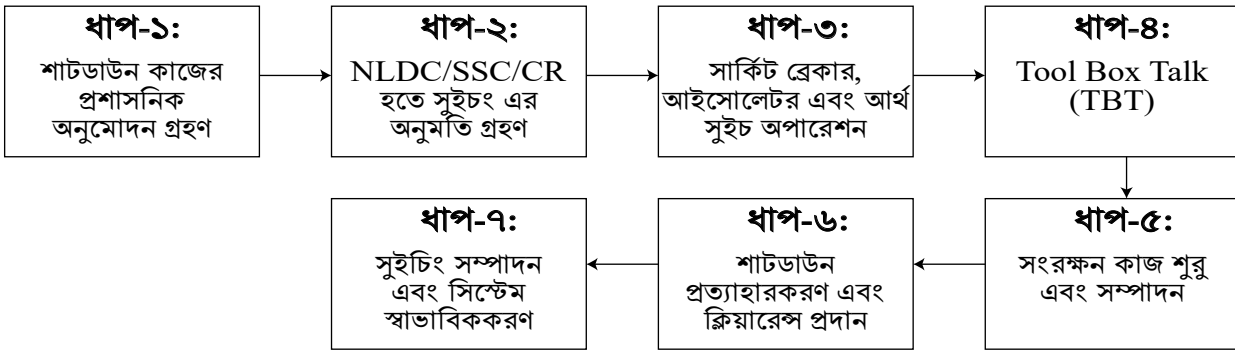 ধাপ-১:
শাটডাউন কাজের
প্রশাসনিক
অনুমোদন গ্রহণ
ধাপ-২:
NLDC/SSC/CR
হতে সুইচং এর
অনুমতি গ্রহণ
ধাপ-৩:
সার্কিট ব্রেকার,
আইসোলেটর এবং আর্থ
সুইচ অপারেশন
ধাপ-৪:
Tool Box Talk
(TBT)
ধাপ-৫:
সংরক্ষন কাজ শুরু
এবং সম্পাদন
ধাপ-৬:
শাটডাউন
প্রত্যাহারকরণ এবং
ক্লিয়ারেন্স প্রদান
ধাপ-৭:
সুইচিং সম্পাদন
এবং সিস্টেম
স্বাভাবিককরণ